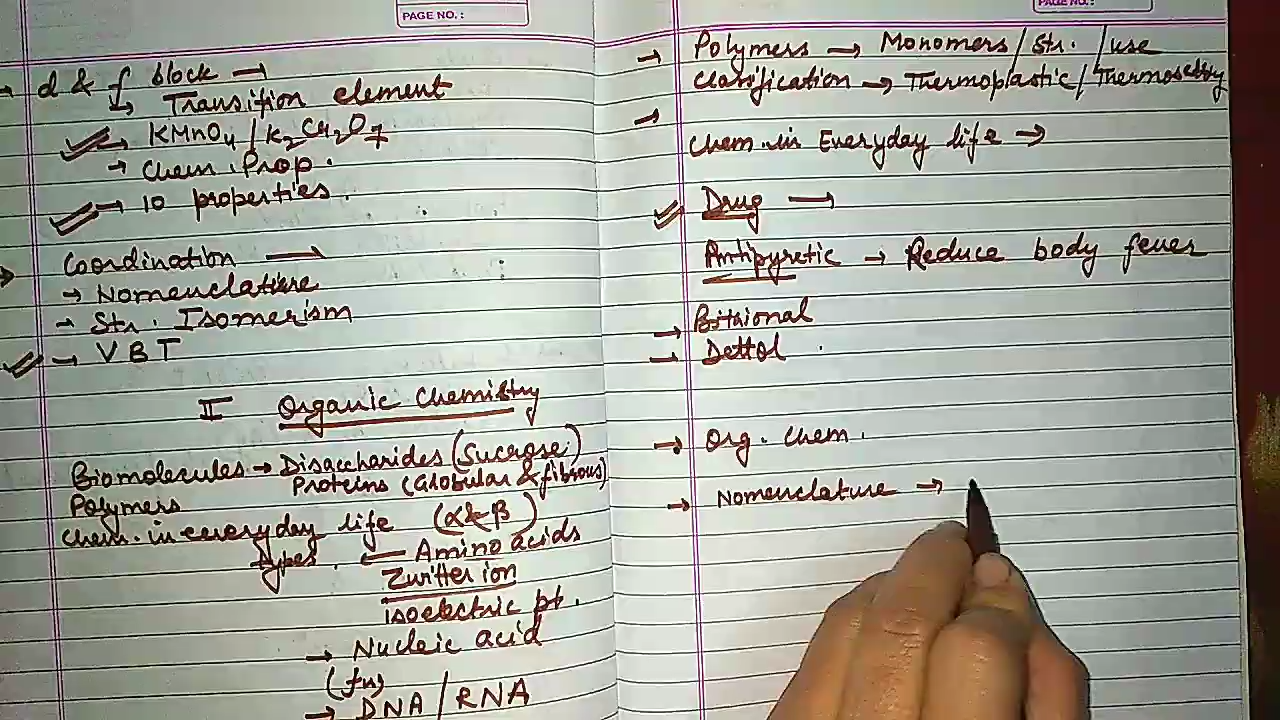 PAGE NO. :
→ d & f block →
↳ Transition element
→ KMnO4 / K2Cr2O7
→ Chem. Prop.
→ 10 properties.
→ Coordination →
→ Nomenclature
→ Str. Isomerism
→ VBT
II Organic Chemistry
Biomolecules → Disaccharides (Sucrose)
Proteins (Globular & fibrous)
Polymers
Chem. in everyday life (α & β)
types. ← Amino acids
Zwitter ion
isoelectric pt.
→ Nucleic acid
(fn)
→ DNA / RNA
PAGE NO. :
→ Polymers → Monomers / Str. / use
Classification → Thermoplastic / Thermosetting
→
Chem. in Everyday life →
Drug →
Antipyretic → Reduce body fever
→ Bithional
→ Dettol .
→ Org. Chem.
→ Nomenclature →